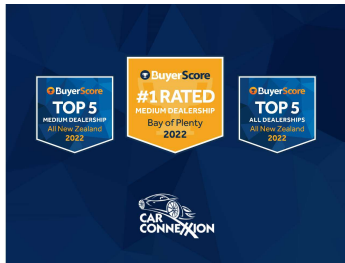 BuyerScore
TOP 5
MEDIUM DEALERSHIP
All New Zealand
2022
BuyerScore
#1 RATED
MEDIUM DEALERSHIP
Bay of Plenty
2022
BuyerScore
TOP 5
ALL DEALERSHIPS
All New Zealand
2022
CAR
CONNEXXION